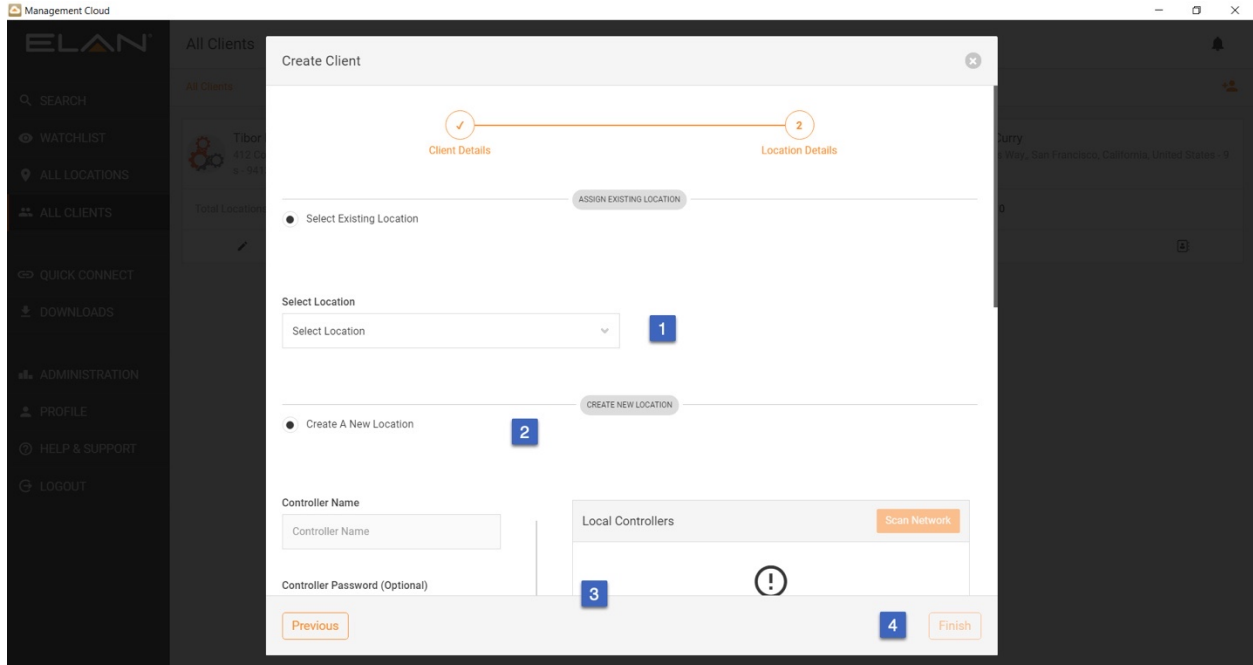 Management Cloud
ELAN
All Clients
SEARCH
WATCHLIST
ALL LOCATIONS
ALL CLIENTS
QUICK CONNECT
DOWNLOADS
ADMINISTRATION
PROFILE
HELP & SUPPORT
LOGOUT
All Clients
Tibor
Total Locations
Curry
Way,, San Francisco, California, United States - 9
0
Create Client
✓ 2
Client Details Location Details
ASSIGN EXISTING LOCATION
Select Existing Location
Select Location
Select Location
1
CREATE NEW LOCATION
Create A New Location
2
Controller Name
Controller Name
Controller Password (Optional)
Local Controllers
Scan Network
3
Previous
4
Finish